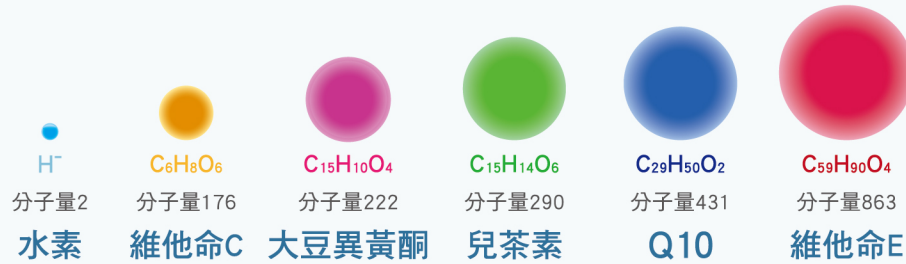 H⁻
分子量2
水素
C₆H₈O₆
分子量176
維他命C
C₁₅H₁₀O₄
分子量222
大豆異黃酮
C₁₅H₁₄O₆
分子量290
兒茶素
C₂₉H₅₀O₂
分子量431
Q10
C₅₉H₉₀O₄
分子量863
維他命E